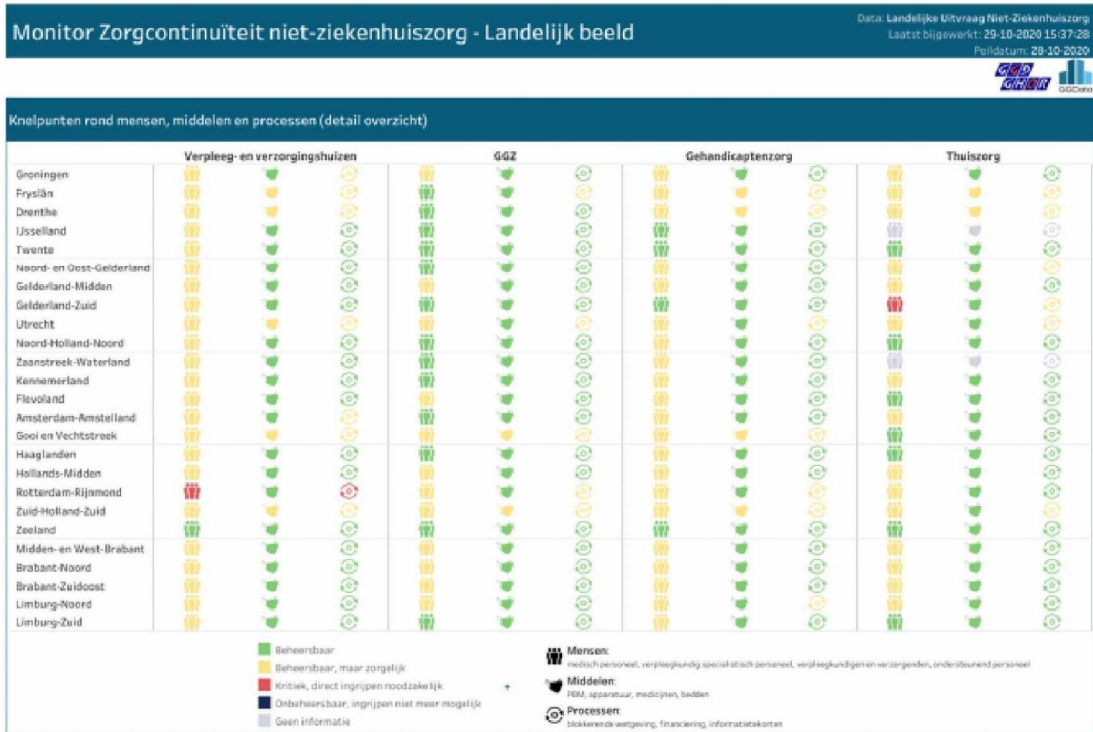 Monitor Zorgcontinuïteit niet-ziekenhuiszorg - Landelijk beeld
Data: Landelijke Uitvraag Niet-Ziekenhuiszorg
Laatst bijgewerkt: 29-10-2020 15:37:28
Peildatum: 28-10-2020
GGD
GHOR
GGData
Knelpunten rond mensen, middelen en processen (detail overzicht)
Verpleeg- en verzorgingshuizen GGZ Gehandicaptenzorg Thuiszorg
Groningen
Fryslân
Drenthe
IJsselland
Twente
Noord- en Oost-Gelderland
Gelderland-Midden
Gelderland-Zuid
Utrecht
Noord-Holland-Noord
Zaanstreek-Waterland
Kennemerland
Flevoland
Amsterdam-Amstelland
Gooi en Vechtstreek
Haaglanden
Hollands-Midden
Rotterdam-Rijnmond
Zuid-Holland-Zuid
Zeeland
Midden- en West-Brabant
Brabant-Noord
Brabant-Zuidoost
Limburg-Noord
Limburg-Zuid
Beheersbaar
Beheersbaar, maar zorgelijk
Kritiek, direct ingrijpen noodzakelijk
Onbeheersbaar, ingrijpen niet meer mogelijk
Geen informatie
+
Mensen:
medisch personeel, verpleegkundig specialistisch personeel, verpleegkundigen en verzorgenden, ondersteunend personeel
Middelen:
PBM, apparatuur, medicijnen, bedden
Processen:
blokkerende wetgeving, financiering, informatietekorten